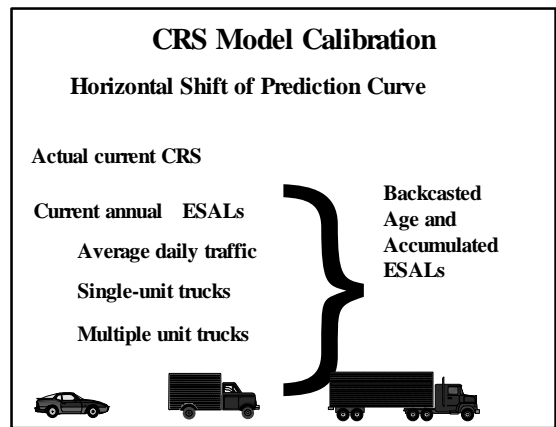 CRS Model Calibration
Horizontal Shift of Prediction Curve
Actual current CRS
Current annual ESALs
Average daily traffic
Single-unit trucks
Multiple unit trucks
Backcasted
Age and
Accumulated
ESALs